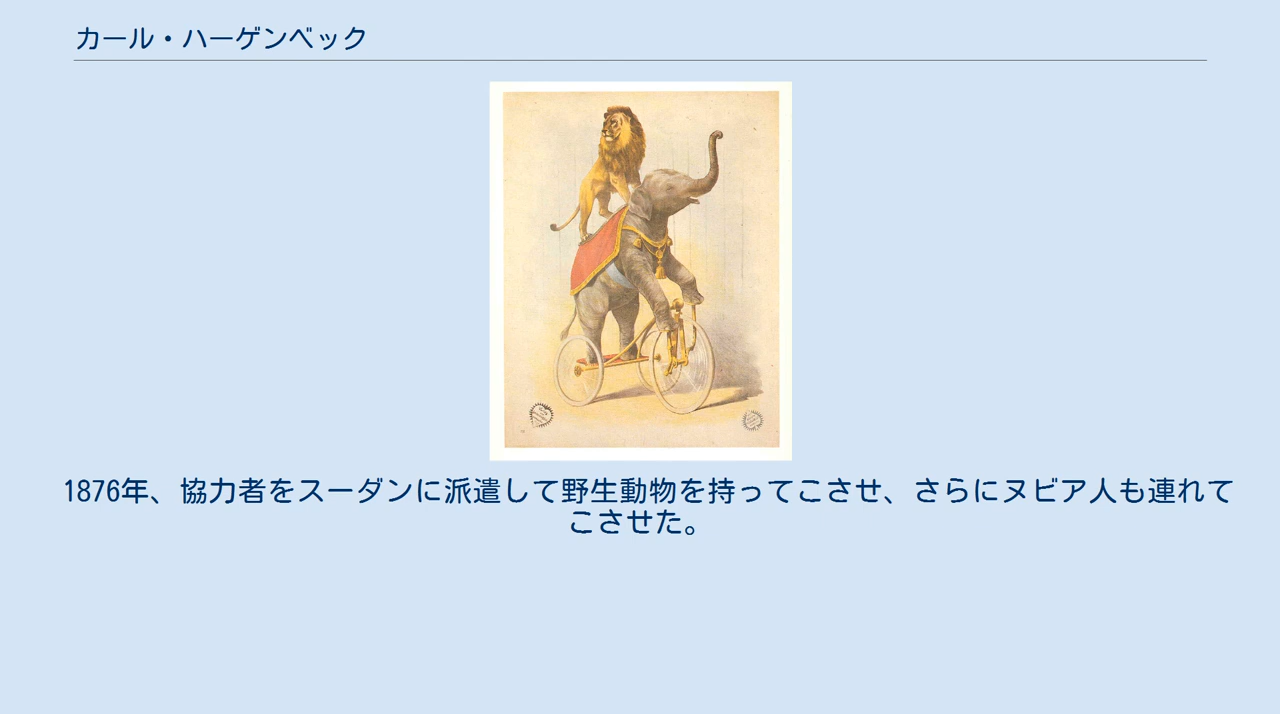 カール・ハーゲンベック
1876年、協力者をスーダンに派遣して野生動物を持ってこさせ、さらにヌビア人も連れて
こさせた。